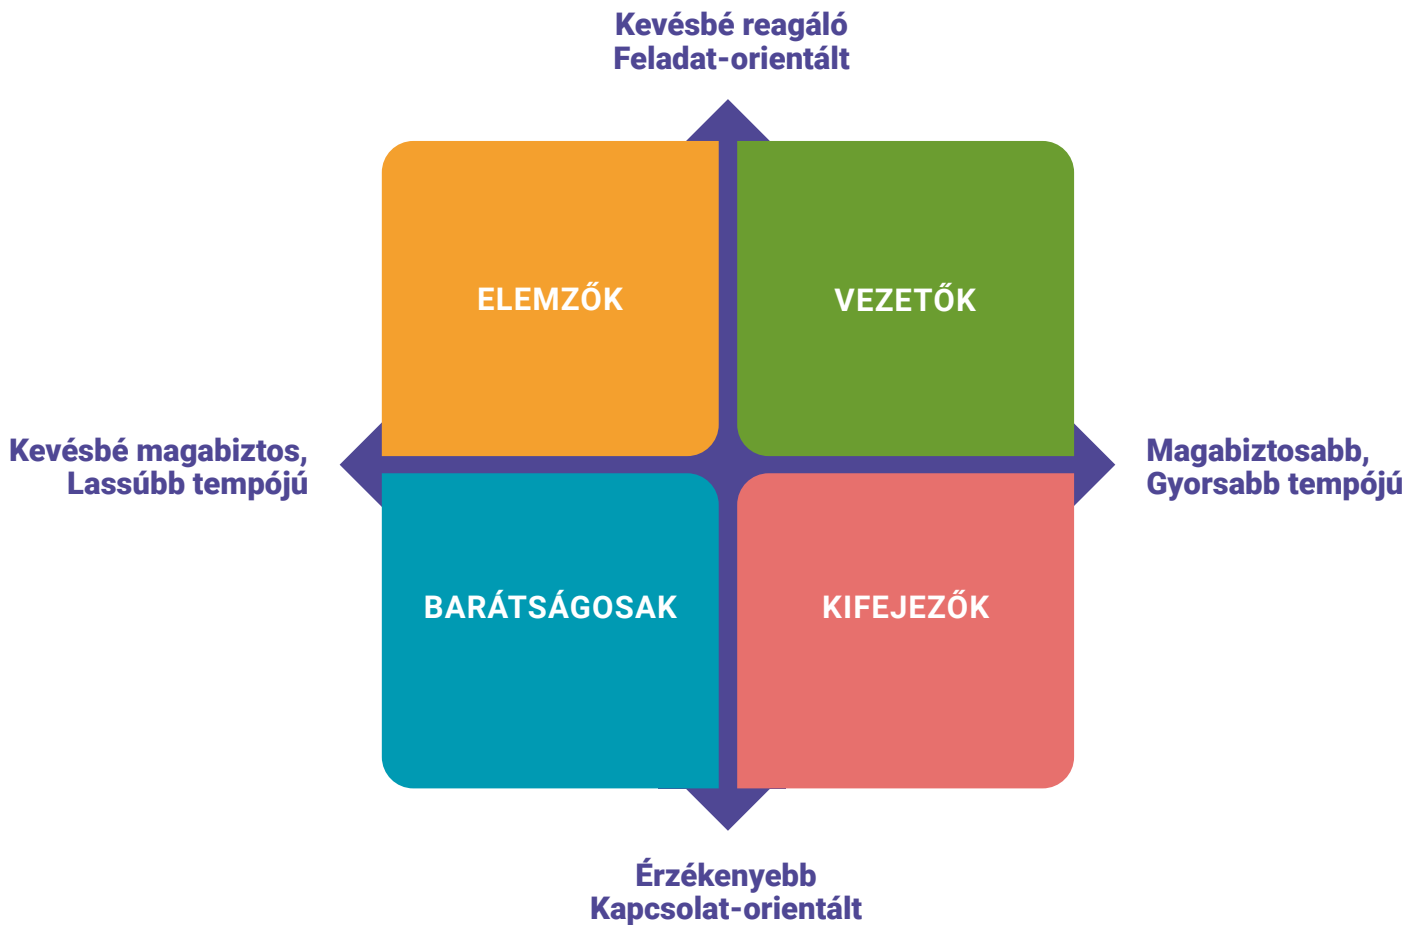 Kevésbé reagáló
Feladat-orientált
ELEMZŐK
VEZETŐK
Kevésbé magabiztos,
Lassúbb tempójú
Magabiztosabb,
Gyorsabb tempójú
BARÁTSÁGOSAK
KIFEJEZŐK
Érzékenyebb
Kapcsolat-orientált